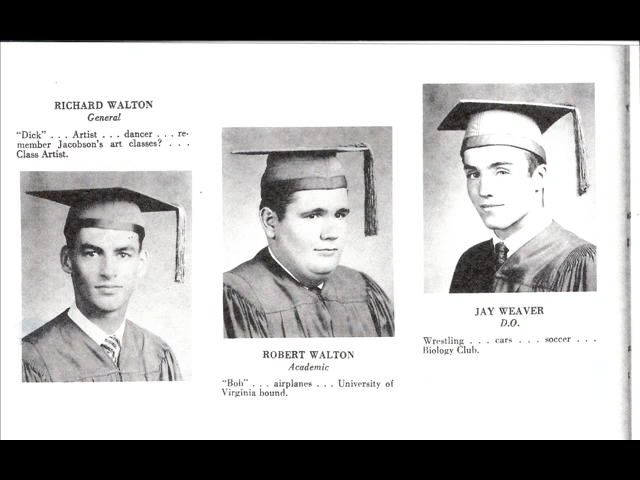 RICHARD WALTON
General
"Dick" . . . Artist . . . dancer . . . re-
member Jacobson's art classes? . . .
Class Artist.
ROBERT WALTON
Academic
"Bob" . . . airplanes . . . University of
Virginia bound.
JAY WEAVER
D.O.
Wrestling . . . cars . . . soccer . . .
Biology Club.